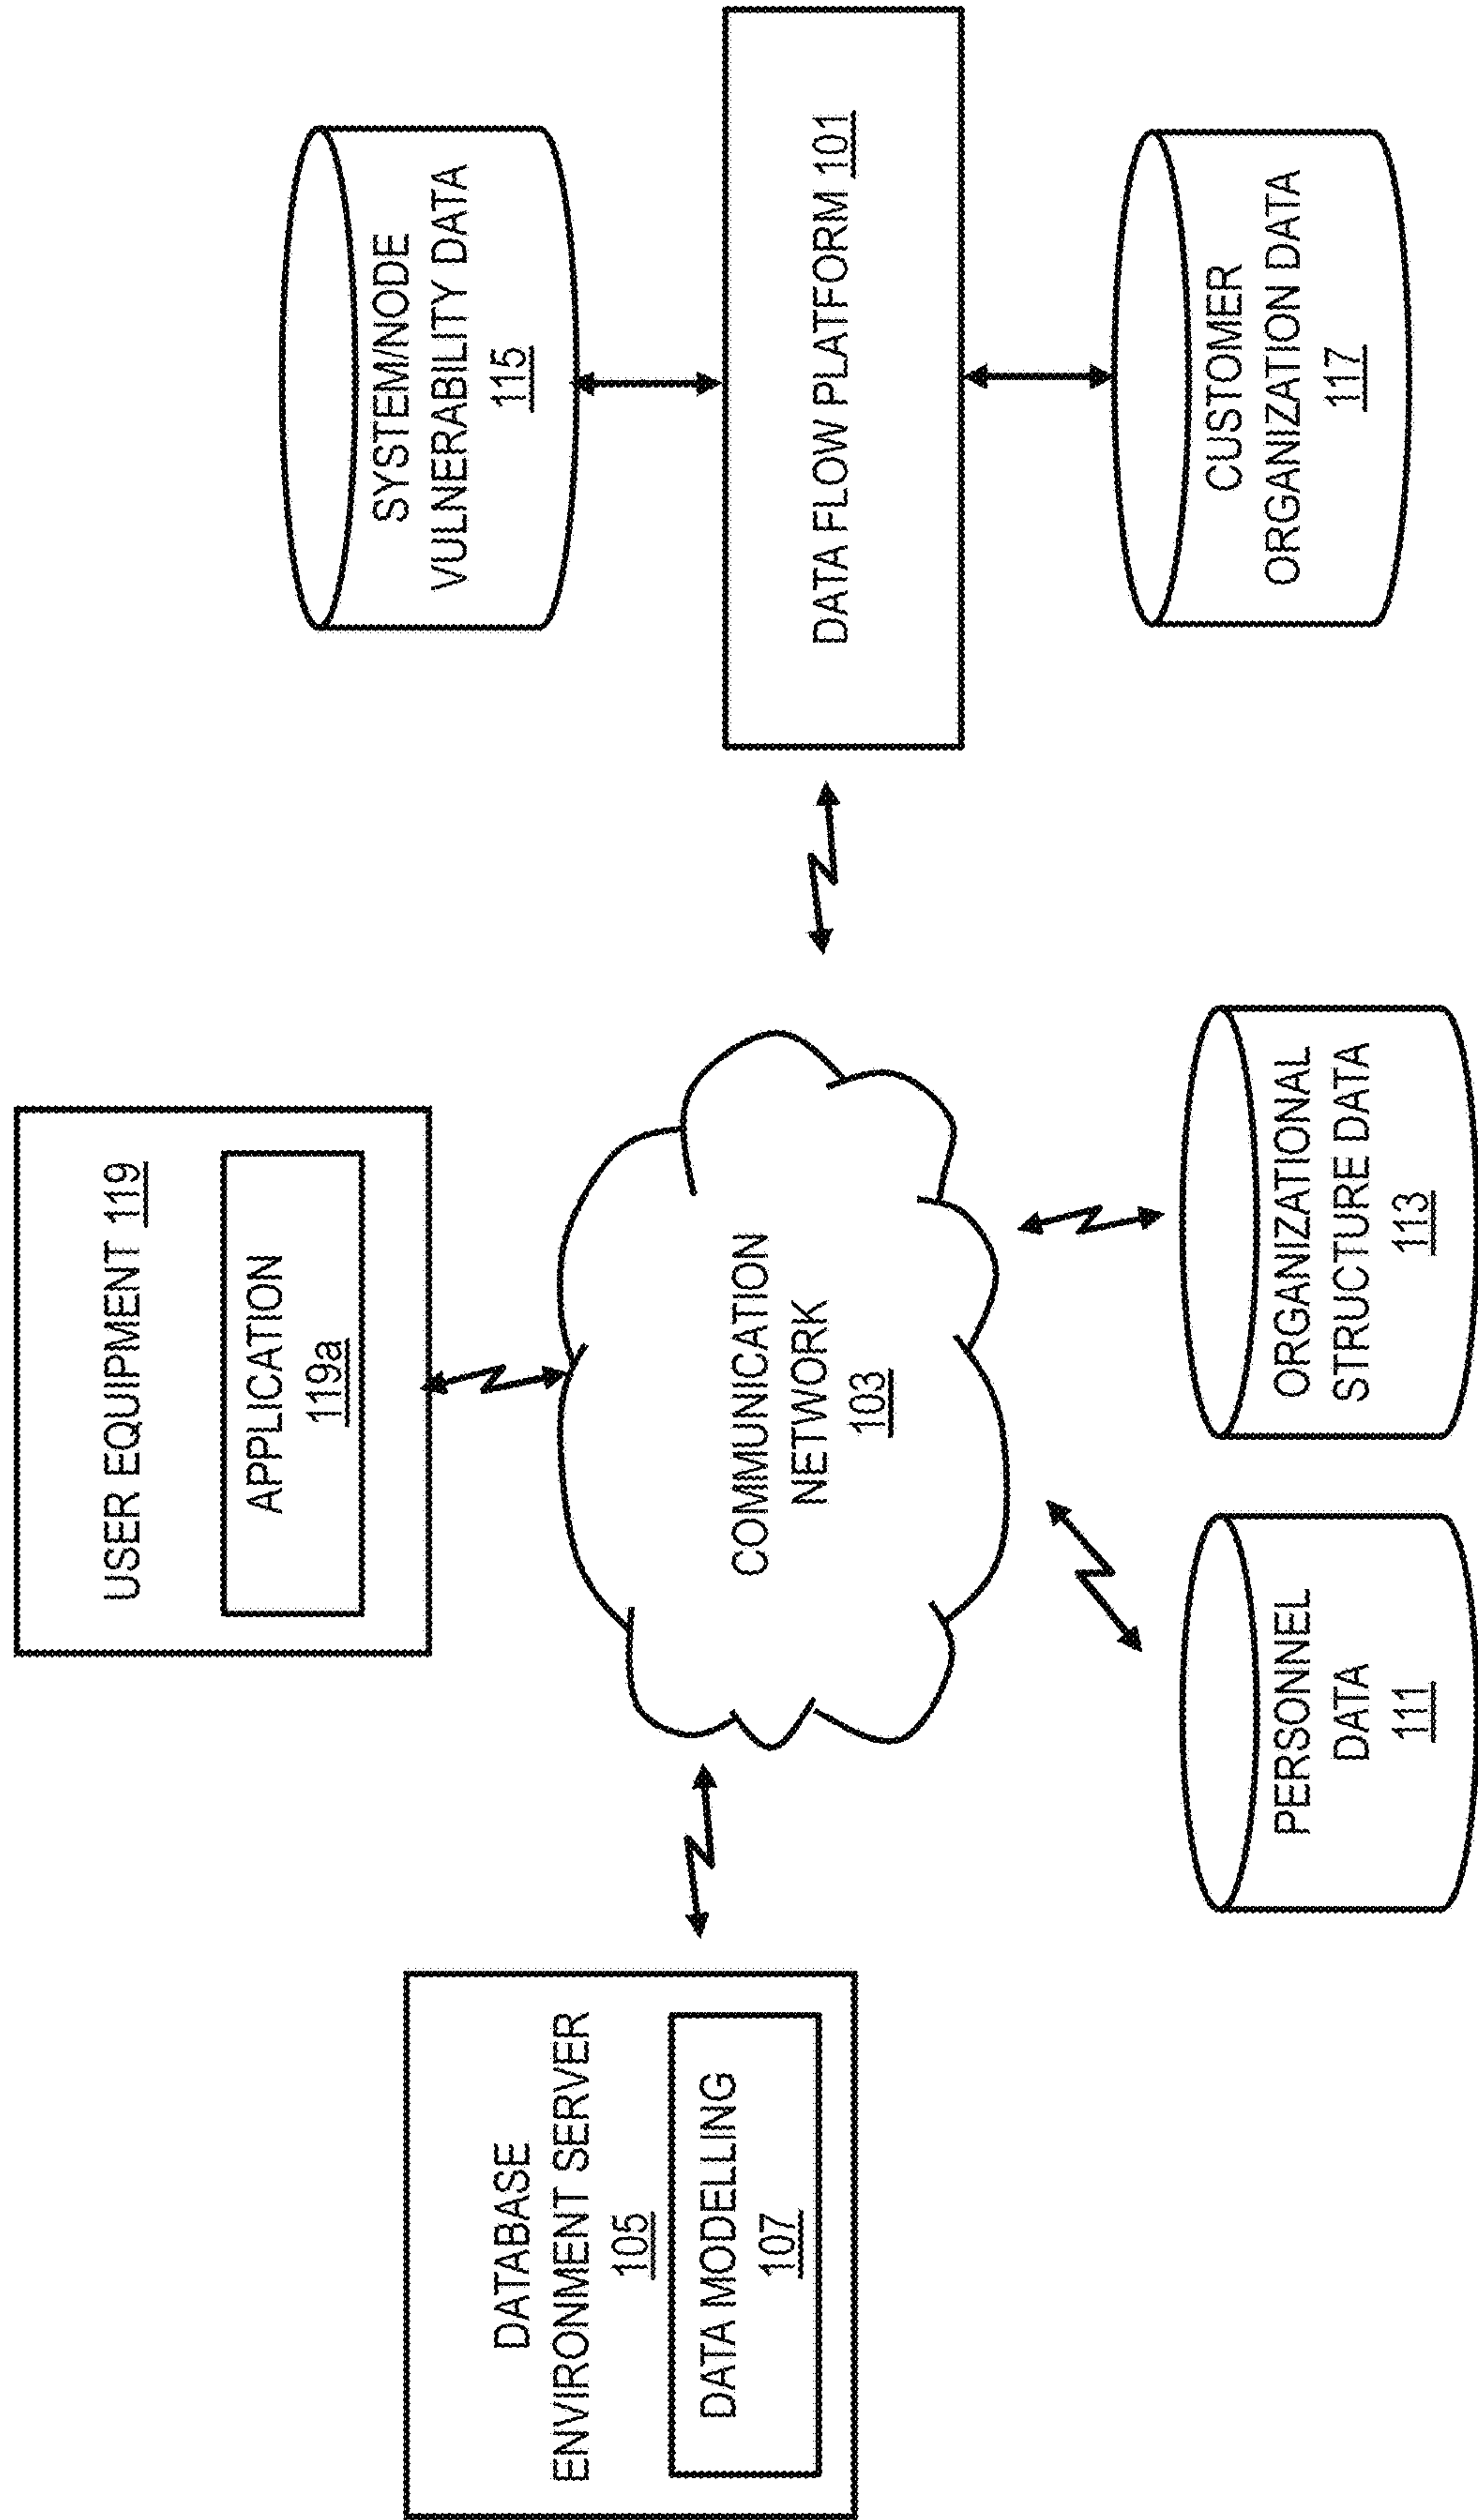 USER EQUIPMENT 119
APPLICATION
119a
DATABASE
ENVIRONMENT SERVER
105
DATA MODELLING
107
COMMUNICATION
NETWORK
103
SYSTEM/NODE
VULNERABILITY DATA
115
DATA FLOW PLATFORM 101
CUSTOMER
ORGANIZATION DATA
117
PERSONNEL
DATA
111
ORGANIZATIONAL
STRUCTURE DATA
113